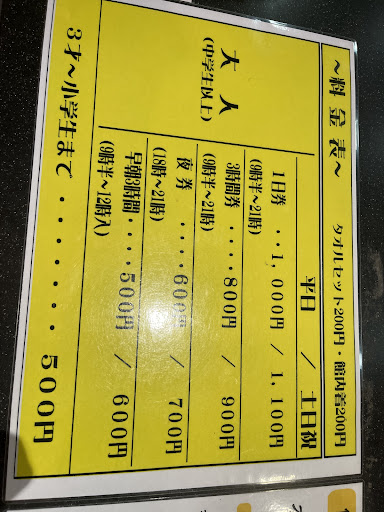 ～料金表～　タオルセット200円・館内着200円
平日　/　土日祝
大人
(中学生以上)
1日券　・・1,000円 / 1,100円
(9時半～21時)
3時間券　・・・・800円　/　900円
(9時半～21時)
夜券　・・・・600円　/　700円
(18時～21時)
早朝3時間・・・・500円　/　600円
(9時半～12時入)
3才～小学生まで・・・・・・・500円